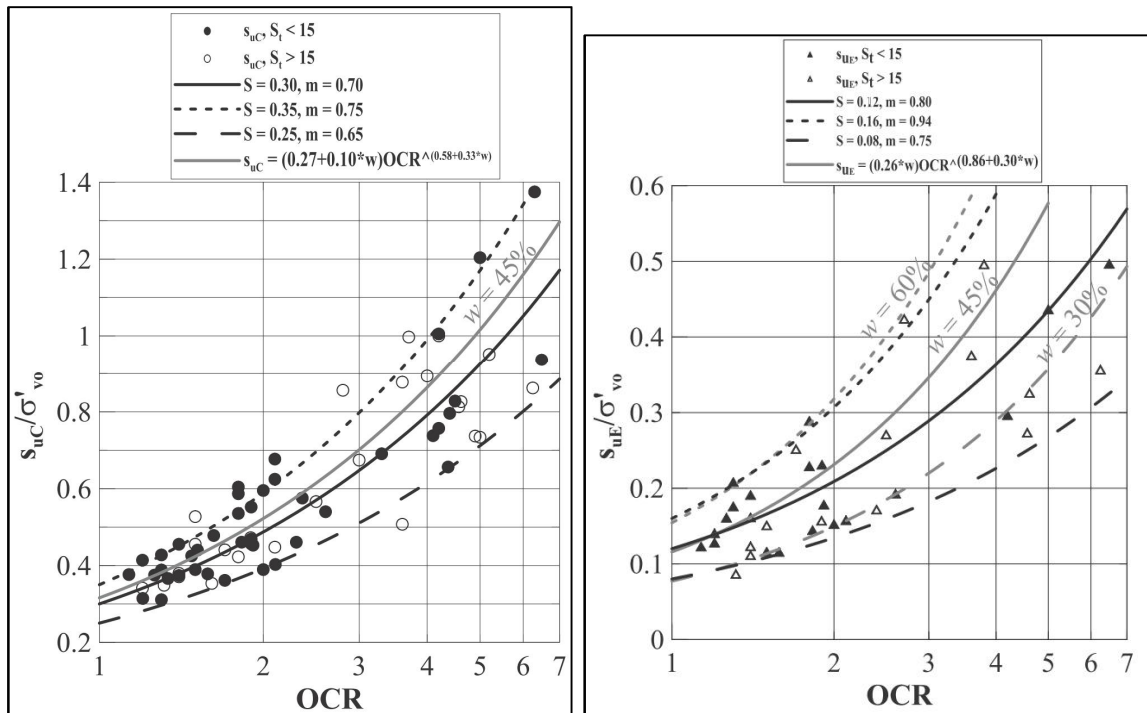 s_uC, S_t < 15
s_uC, S_t > 15
S = 0.30, m = 0.70
S = 0.35, m = 0.75
S = 0.25, m = 0.65
s_uC = (0.27+0.10*w)OCR^(0.58+0.33*w)
1.4
1.2
1
0.8
0.6
0.4
0.2
s_uC/σ'_vo
w = 45%
1 2 3 4 5 6 7
OCR
s_uE, S_t < 15
s_uE, S_t > 15
S = 0.12, m = 0.80
S = 0.16, m = 0.94
S = 0.08, m = 0.75
s_uE = (0.26*w)OCR^(0.86+0.30*w)
0.6
0.5
0.4
0.3
0.2
0.1
0
s_uE/σ'_vo
w = 60%
w = 45%
w = 30%
1 2 3 4 5 6 7
OCR